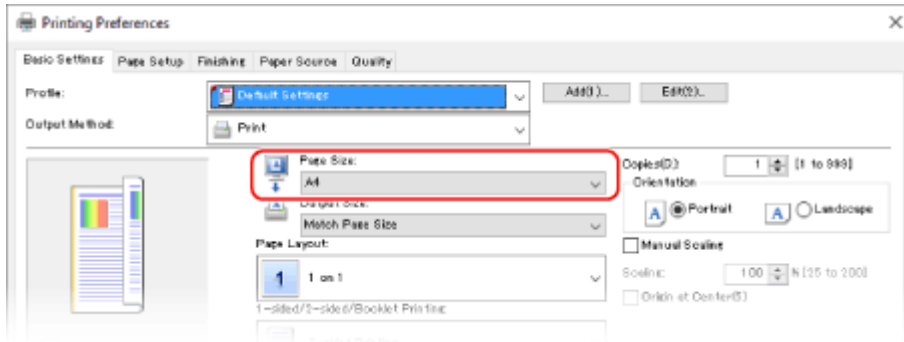 Printing Preferences
Basic Settings Page Setup Finishing Paper Source Quality
Profile: Default Settings Add(1)... Edit(2)...
Output Method: Print
Page Size: Copies(D:) 1 [1 to 999]
A4 Orientation
Output Size: A Portrait A Landscape
Match Page Size
Page Layout: Manual Scaling
1 1 on 1 Scaling: 100 % [25 to 200]
Origin at Center(5)
1-sided/2-sided/Booklet Printing: